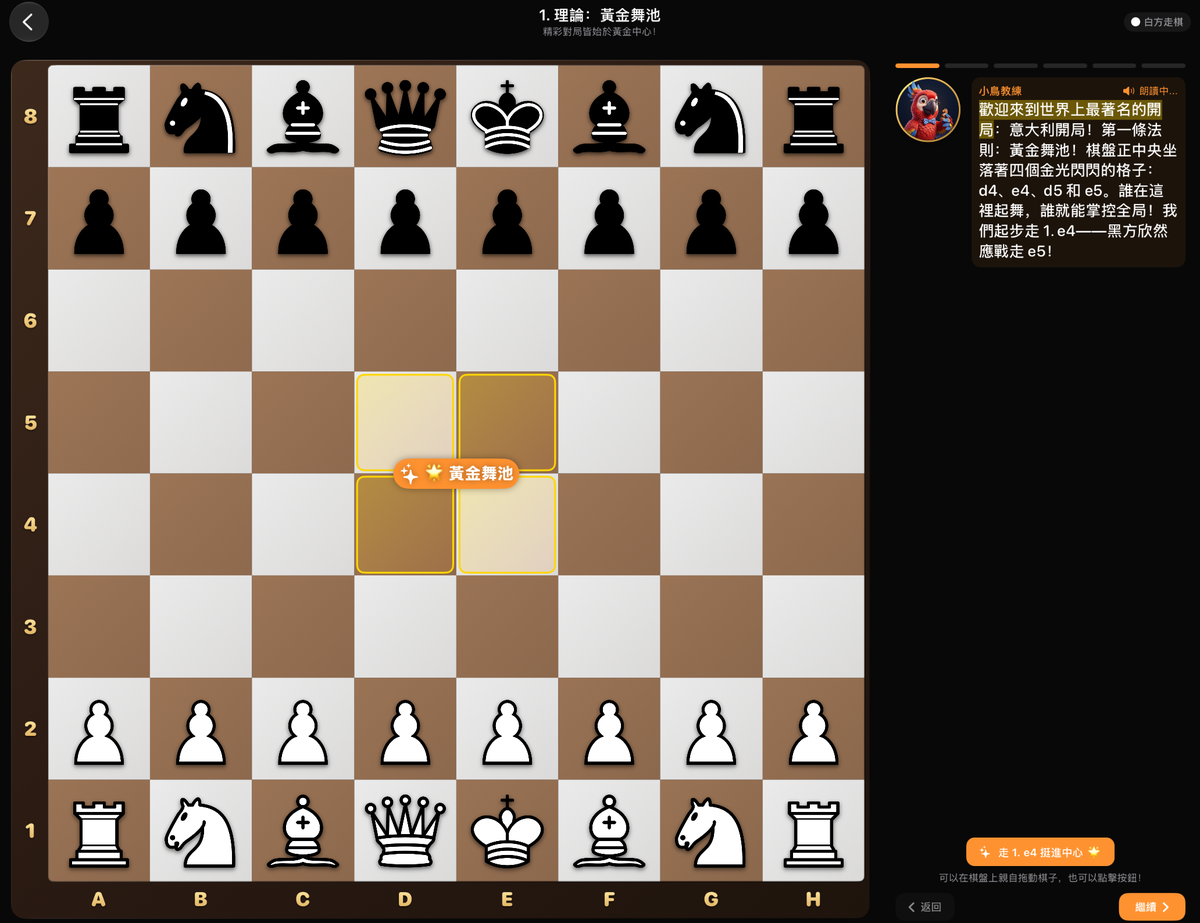 1. 理論：黃金舞池
精彩對局皆始於黃金中心！
白方走棋
8
7
6
5
4
3
2
1
A B C D E F G H
黃金舞池
小鳥教練
朗讀中...
歡迎來到世界上最著名的開
局：意大利開局！第一條法
則：黃金舞池！棋盤正中央坐
落著四個金光閃閃的格子：
d4、e4、d5 和 e5。誰在這
裡起舞，誰就能掌控全局！我
們起步走 1. e4——黑方欣然
應戰走 e5！
走 1. e4 挺進中心
可以在棋盤上親自拖動棋子，也可以點擊按鈕！
返回
繼續